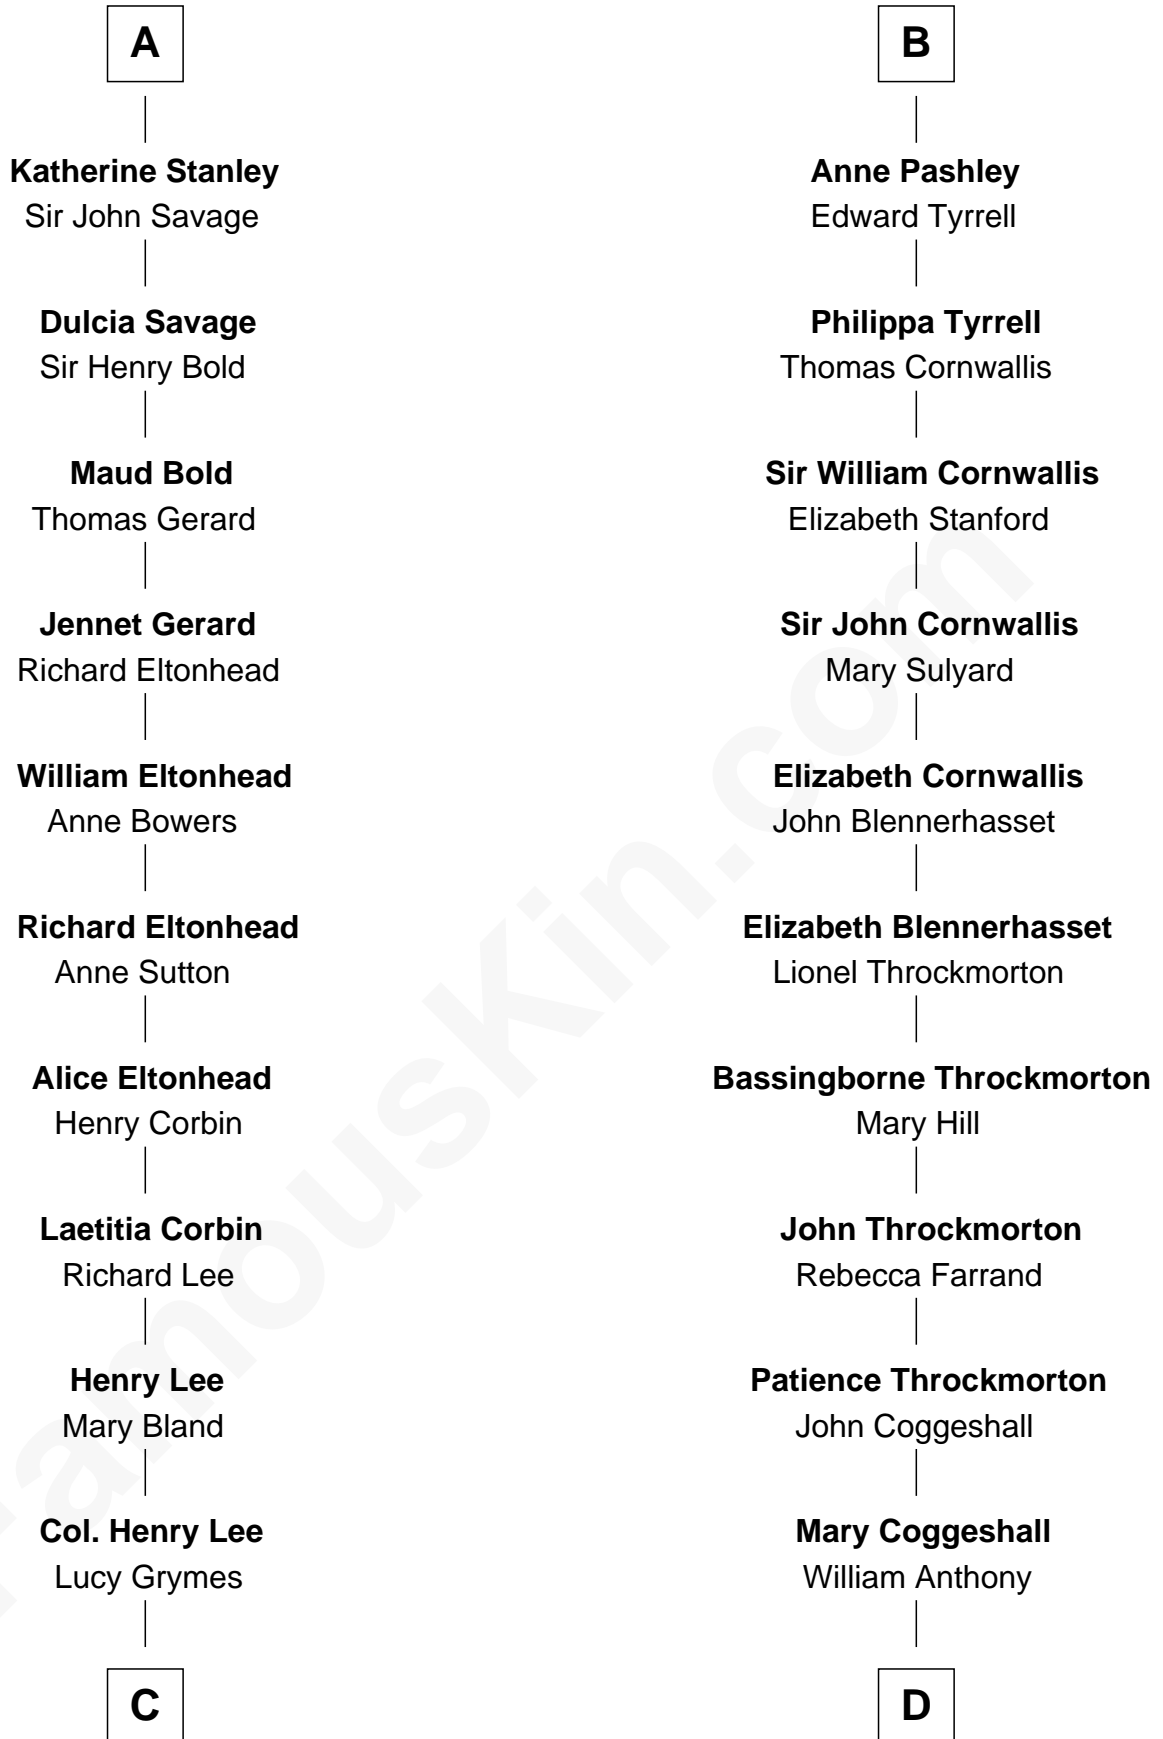 A
Katherine Stanley
Sir John Savage
Dulcia Savage
Sir Henry Bold
Maud Bold
Thomas Gerard
Jennet Gerard
Richard Eltonhead
William Eltonhead
Anne Bowers
Richard Eltonhead
Anne Sutton
Alice Eltonhead
Henry Corbin
Laetitia Corbin
Richard Lee
Henry Lee
Mary Bland
Col. Henry Lee
Lucy Grymes
C
B
Anne Pashley
Edward Tyrrell
Philippa Tyrrell
Thomas Cornwallis
Sir William Cornwallis
Elizabeth Stanford
Sir John Cornwallis
Mary Sulyard
Elizabeth Cornwallis
John Blennerhasset
Elizabeth Blennerhasset
Lionel Throckmorton
Bassingborne Throckmorton
Mary Hill
John Throckmorton
Rebecca Farrand
Patience Throckmorton
John Coggeshall
Mary Coggeshall
William Anthony
D
FamousKin.com